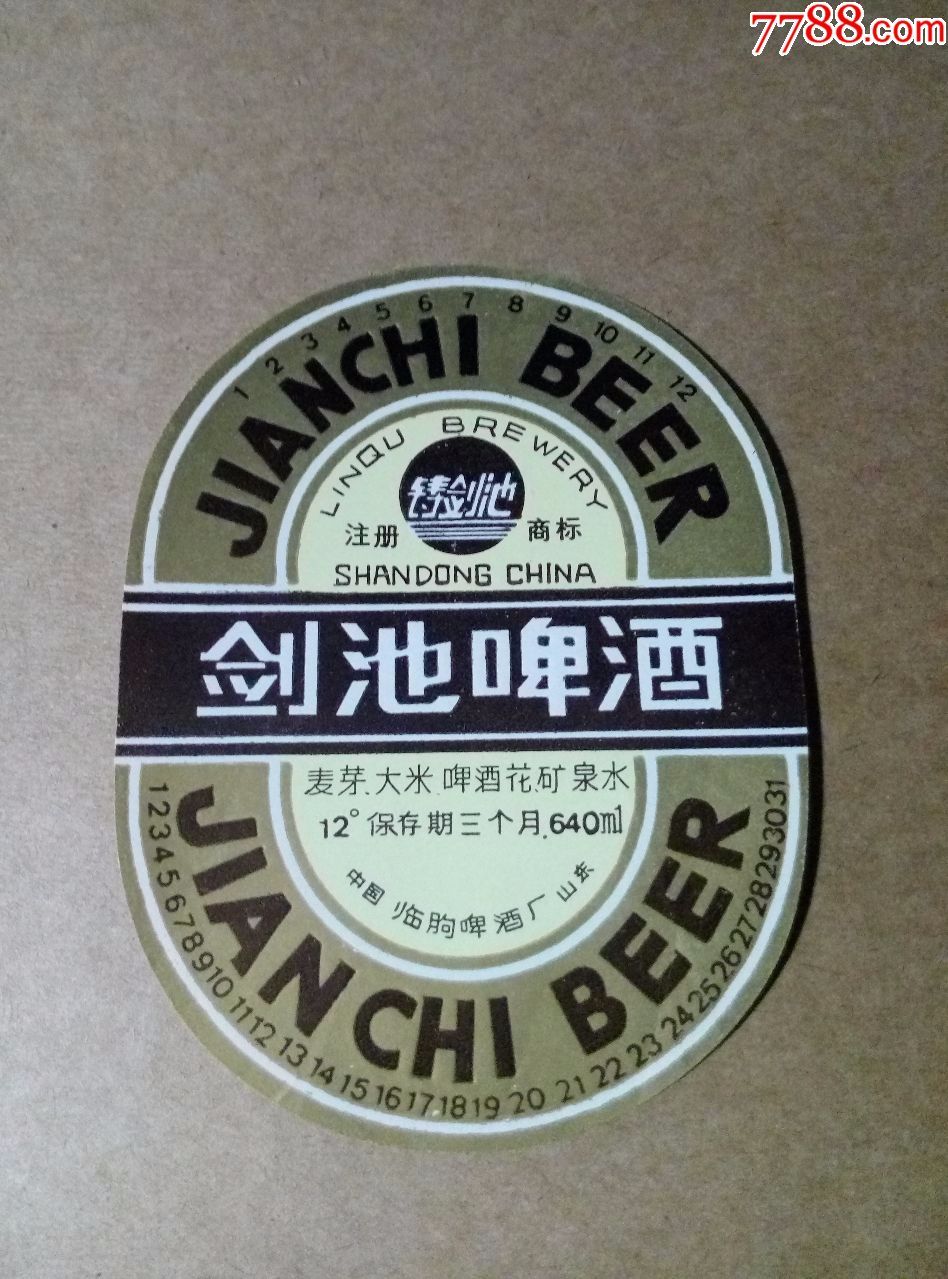 7788.com
1 2 3 4 5 6 7 8 9 10 11 12
JIANCHI BEER
LINQU BREWERY
铸剑池
注册 商标
SHANDONG CHINA
剑池啤酒
麦芽、大米、啤酒花、矿泉水
12° 保存期三个月.640ml
中国 临朐啤酒厂 山东
JIANCHI BEER
1 2 3 4 5 6 7 8 9 10 11 12 13 14 15 16 17 18 19 20 21 22 23 24 25 26 27 28 29 30 31